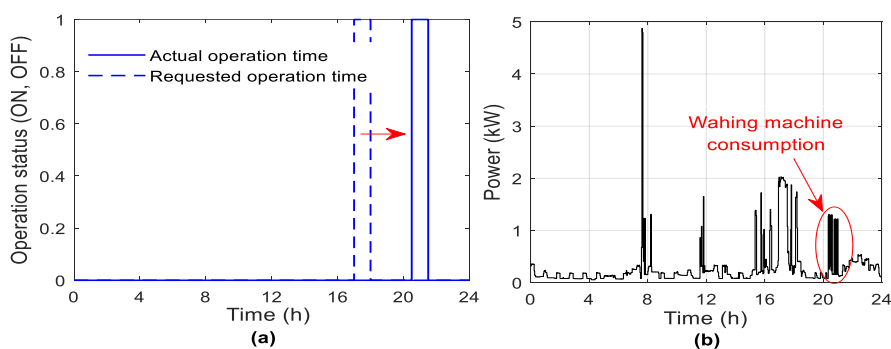 Operation status (ON, OFF)
1
0.8
0.6
0.4
0.2
0
Actual operation time
Requested operation time
0 4 8 12 16 20 24
Time (h)
(a)
Power (kW)
5
4
3
2
1
0
Wahing machine
consumption
0 4 8 12 16 20 24
Time (h)
(b)